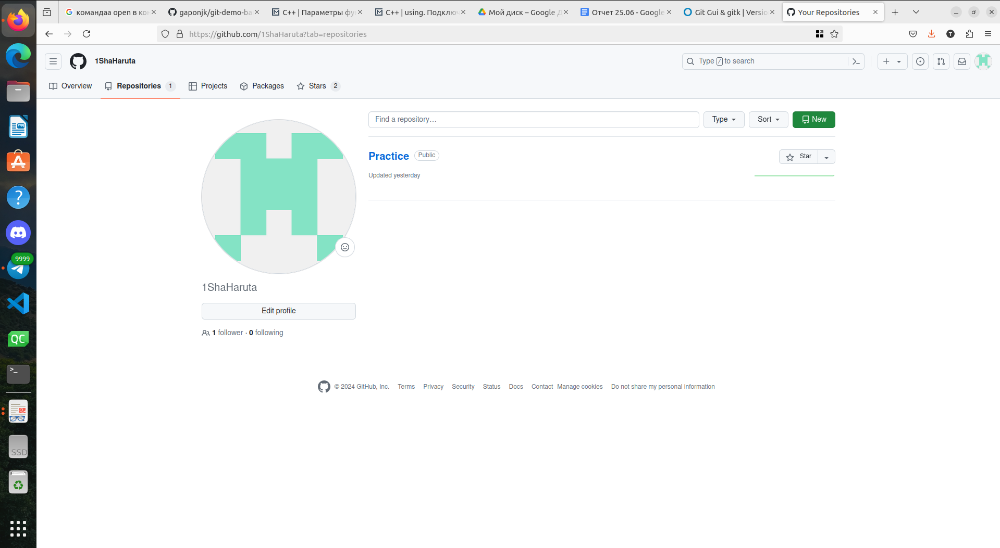 командаа open в кон
gaponjk/git-demo-ba
C++ | Параметры фун
C++ | using. Подклю
Мой диск – Google Д
Отчет 25.06 - Google
Git Gui & gitk | Versio
Your Repositories
https://github.com/1ShaHaruta?tab=repositories
T
1ShaHaruta
Type / to search
Overview
Repositories 1
Projects
Packages
Stars 2
Find a repository…
Type
Sort
New
Practice Public
Star
Updated yesterday
1ShaHaruta
Edit profile
1 follower · 0 following
© 2024 GitHub, Inc. Terms Privacy Security Status Docs Contact Manage cookies Do not share my personal information
?
9999
QC
>_
SSD